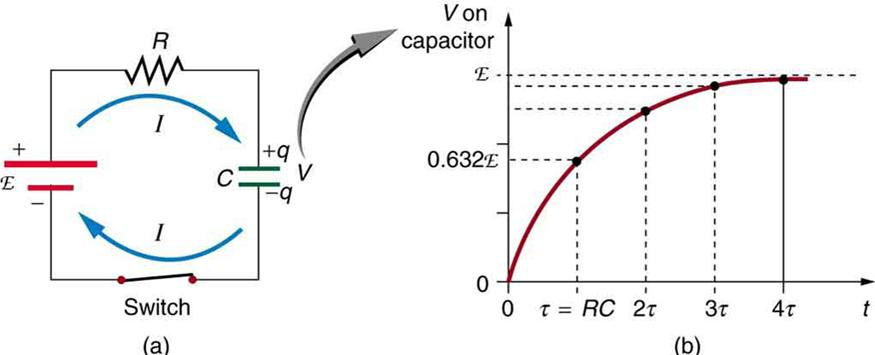 R
I
+
ℰ
−
C
+q
−q
V
I
Switch
(a)
V on
capacitor
ℰ
0.632ℰ
0
0 τ = RC 2τ 3τ 4τ t
(b)